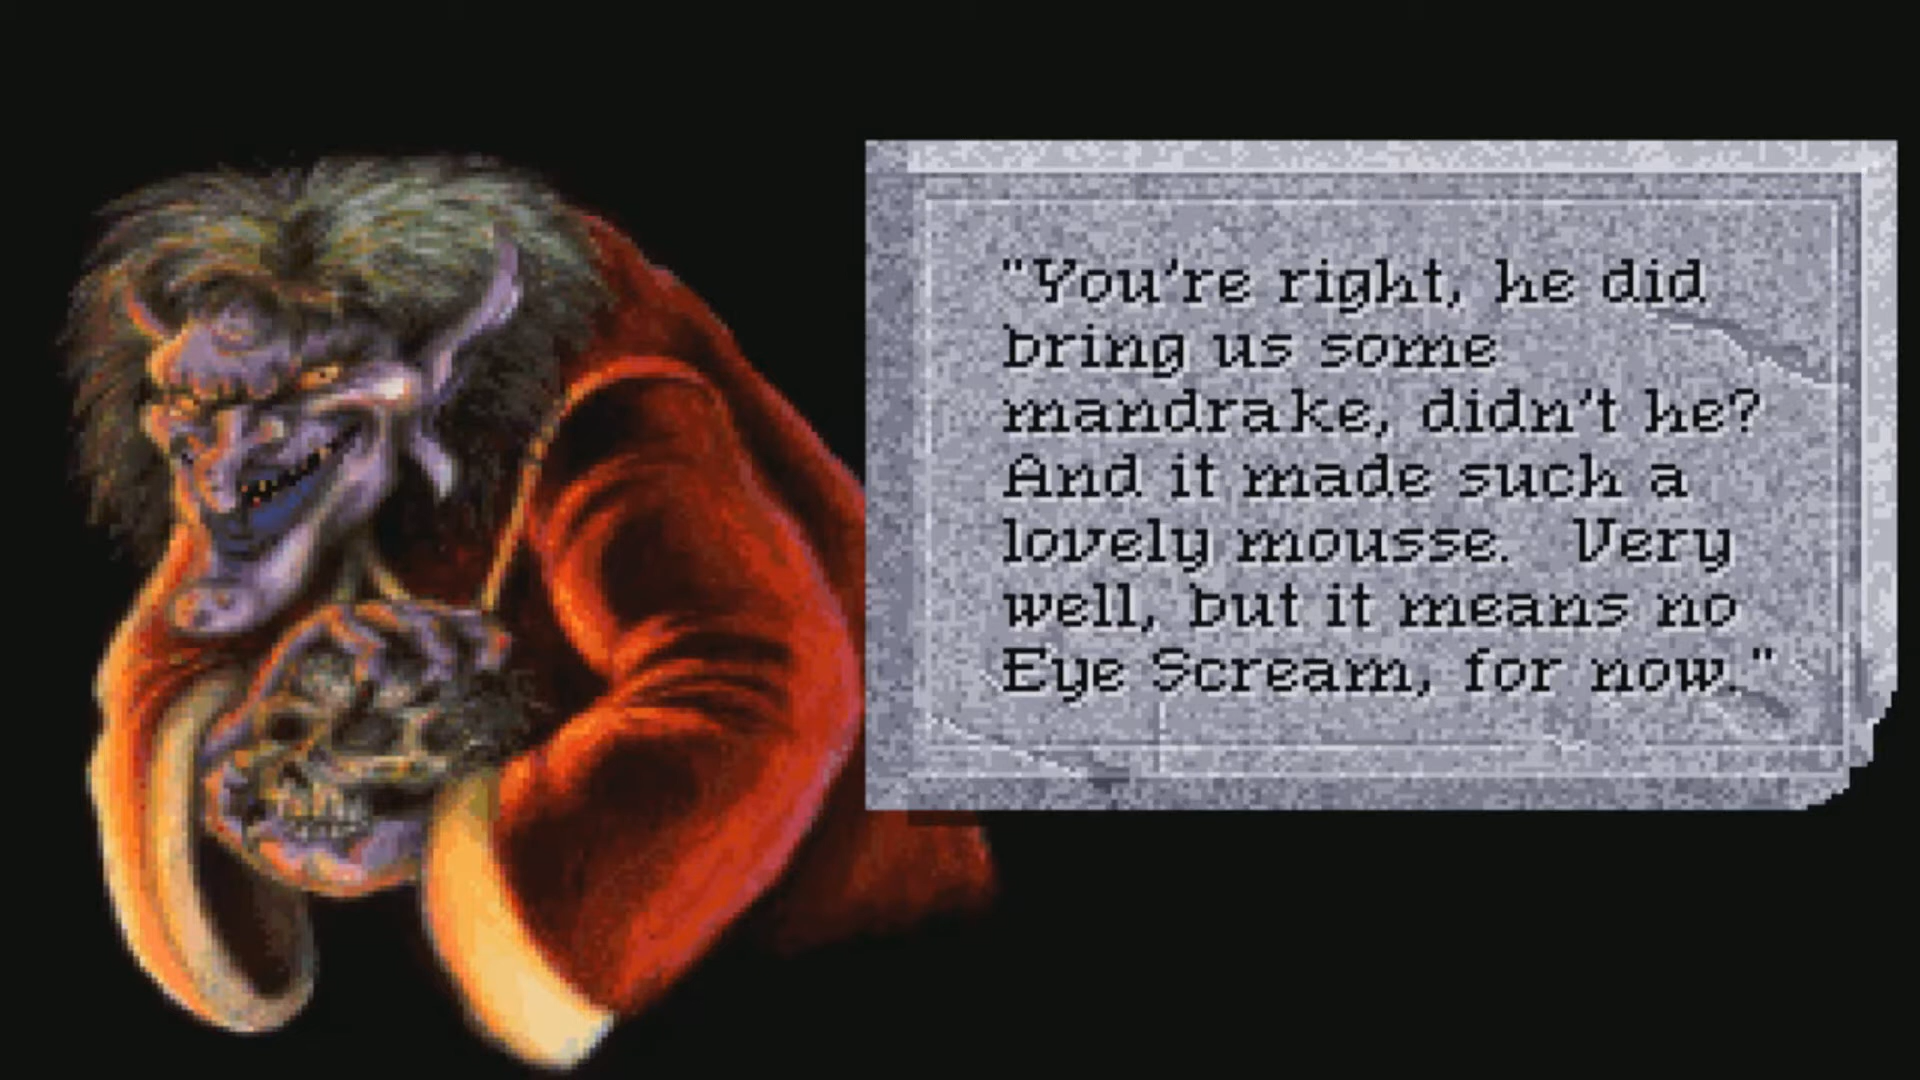 "You're right, he did
bring us some
mandrake, didn't he?
And it made such a
lovely mousse.  Very
well, but it means no
Eye Scream, for now."